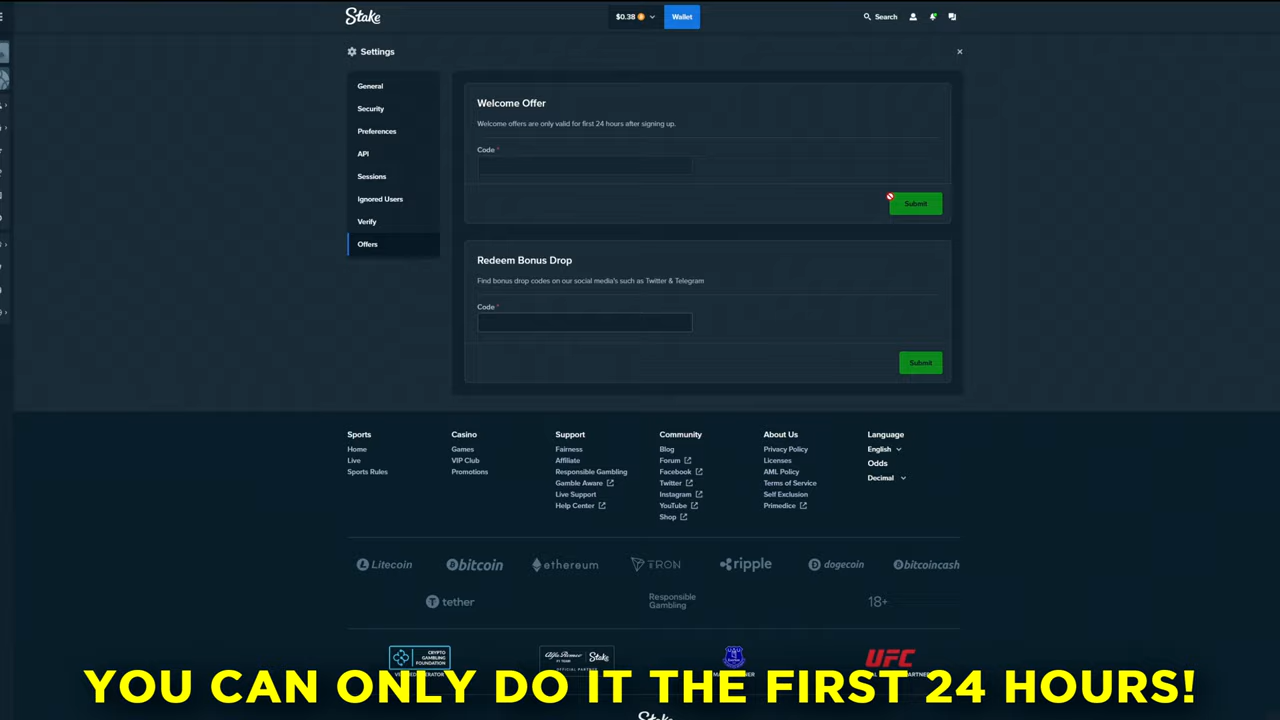 Stake
$0.38
Wallet
Search
Settings
General
Security
Preferences
API
Sessions
Ignored Users
Verify
Offers
Welcome Offer
Welcome offers are only valid for first 24 hours after signing up.
Code *
Submit
Redeem Bonus Drop
Find bonus drop codes on our social media's such as Twitter & Telegram
Code *
Submit
Sports
Home
Live
Sports Rules
Casino
Games
VIP Club
Promotions
Support
Fairness
Affiliate
Responsible Gambling
Gamble Aware
Live Support
Help Center
Community
Blog
Forum
Facebook
Twitter
Instagram
YouTube
Shop
About Us
Privacy Policy
Licenses
AML Policy
Terms of Service
Self Exclusion
Primedice
Language
English
Odds
Decimal
Litecoin
bitcoin
ethereum
TRON
ripple
dogecoin
bitcoincash
tether
Responsible
Gambling
18+
CRYPTO
GAMBLING
FOUNDATION
Alfa Romeo
F1 TEAM
Stake
UFC
YOU CAN ONLY DO IT THE FIRST 24 HOURS!